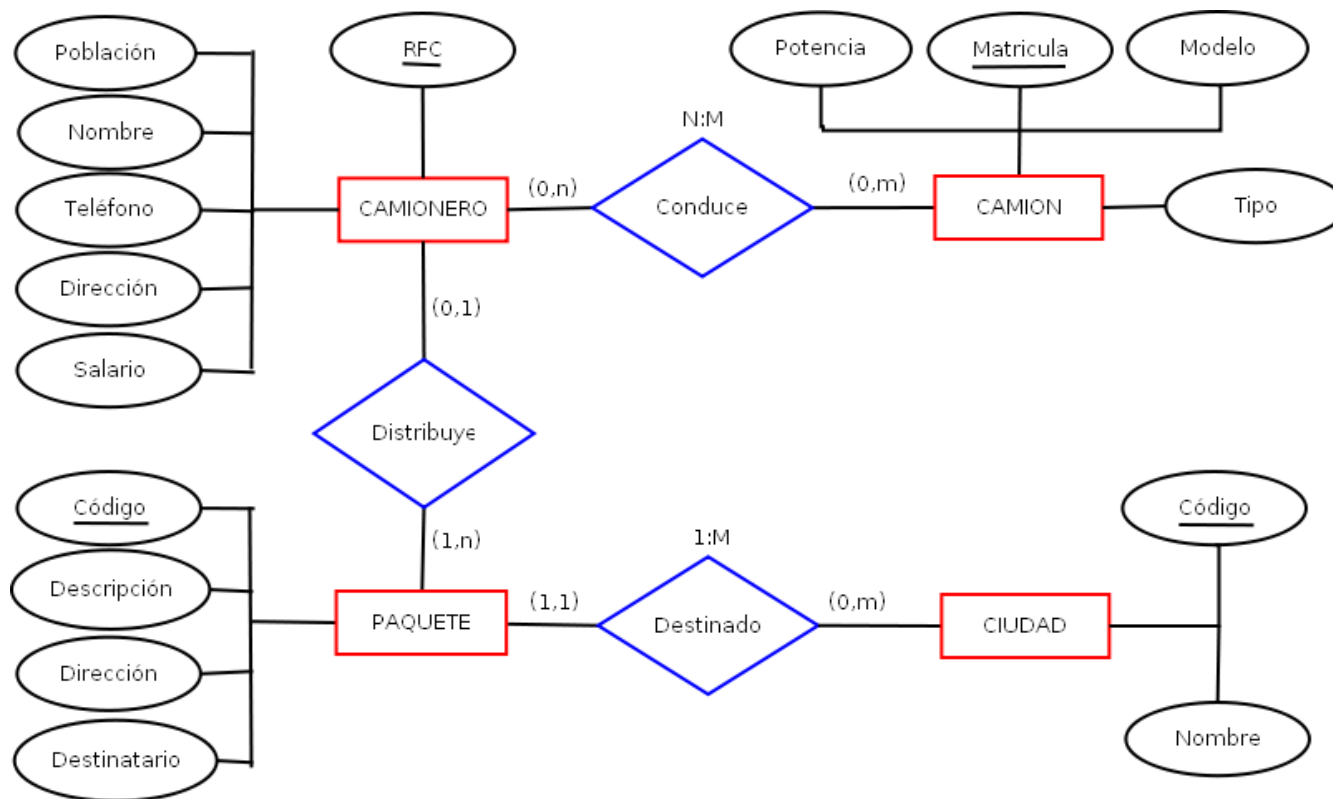 Población
RFC
Potencia
Matricula
Modelo
Nombre
N:M
Teléfono
CAMIONERO
(0,n)
Conduce
(0,m)
CAMION
Tipo
Dirección
(0,1)
Salario
Distribuye
Código
Código
(1,n)
1:M
Descripción
PAQUETE
(1,1)
Destinado
(0,m)
CIUDAD
Dirección
Destinatario
Nombre